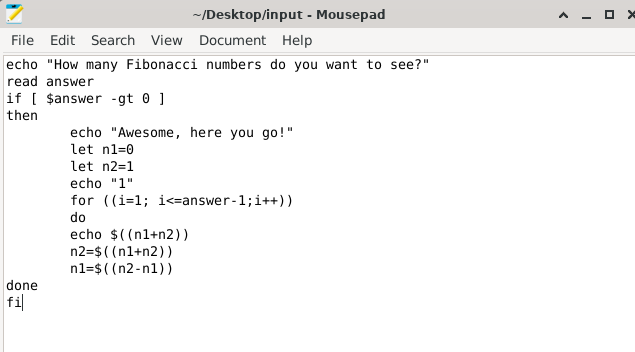 ~/Desktop/input - Mousepad
File Edit Search View Document Help
echo "How many Fibonacci numbers do you want to see?"
read answer
if [ $answer -gt 0 ]
then
        echo "Awesome, here you go!"
        let n1=0
        let n2=1
        echo "1"
        for ((i=1; i<=answer-1;i++))
        do
        echo $((n1+n2))
        n2=$((n1+n2))
        n1=$((n2-n1))
done
fi